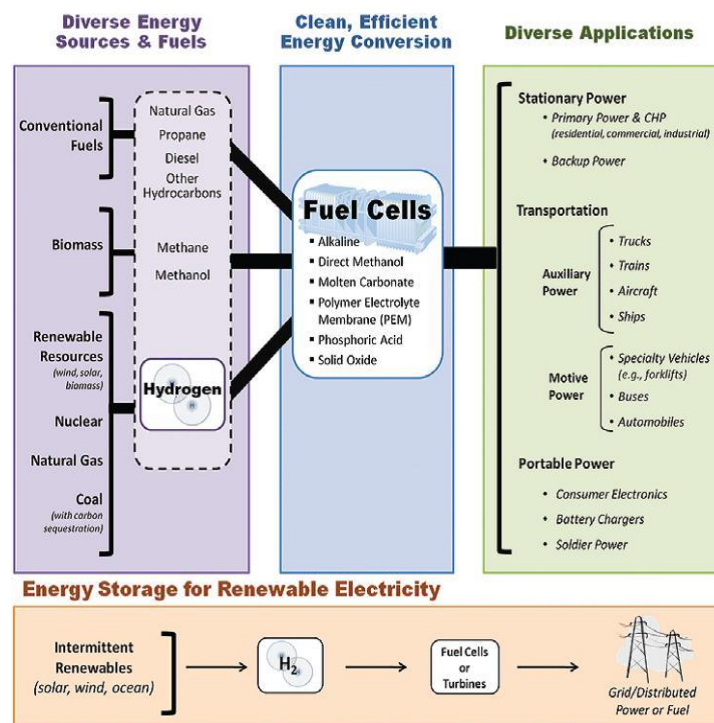 Diverse Energy
Sources & Fuels
Conventional
Fuels
Natural Gas
Propane
Diesel
Other
Hydrocarbons
Biomass
Methane
Methanol
Renewable
Resources
(wind, solar,
biomass)
Nuclear
Natural Gas
Coal
(with carbon
sequestration)
Hydrogen
Clean, Efficient
Energy Conversion
Fuel Cells
▪ Alkaline
▪ Direct Methanol
▪ Molten Carbonate
▪ Polymer Electrolyte
Membrane (PEM)
▪ Phosphoric Acid
▪ Solid Oxide
Diverse Applications
Stationary Power
• Primary Power & CHP
(residential, commercial, industrial)
• Backup Power
Transportation
Auxiliary
Power
• Trucks
• Trains
• Aircraft
• Ships
Motive
Power
• Specialty Vehicles
(e.g., forklifts)
• Buses
• Automobiles
Portable Power
• Consumer Electronics
• Battery Chargers
• Soldier Power
Energy Storage for Renewable Electricity
Intermittent
Renewables
(solar, wind, ocean)
H₂
Fuel Cells
or
Turbines
Grid/Distributed
Power or Fuel